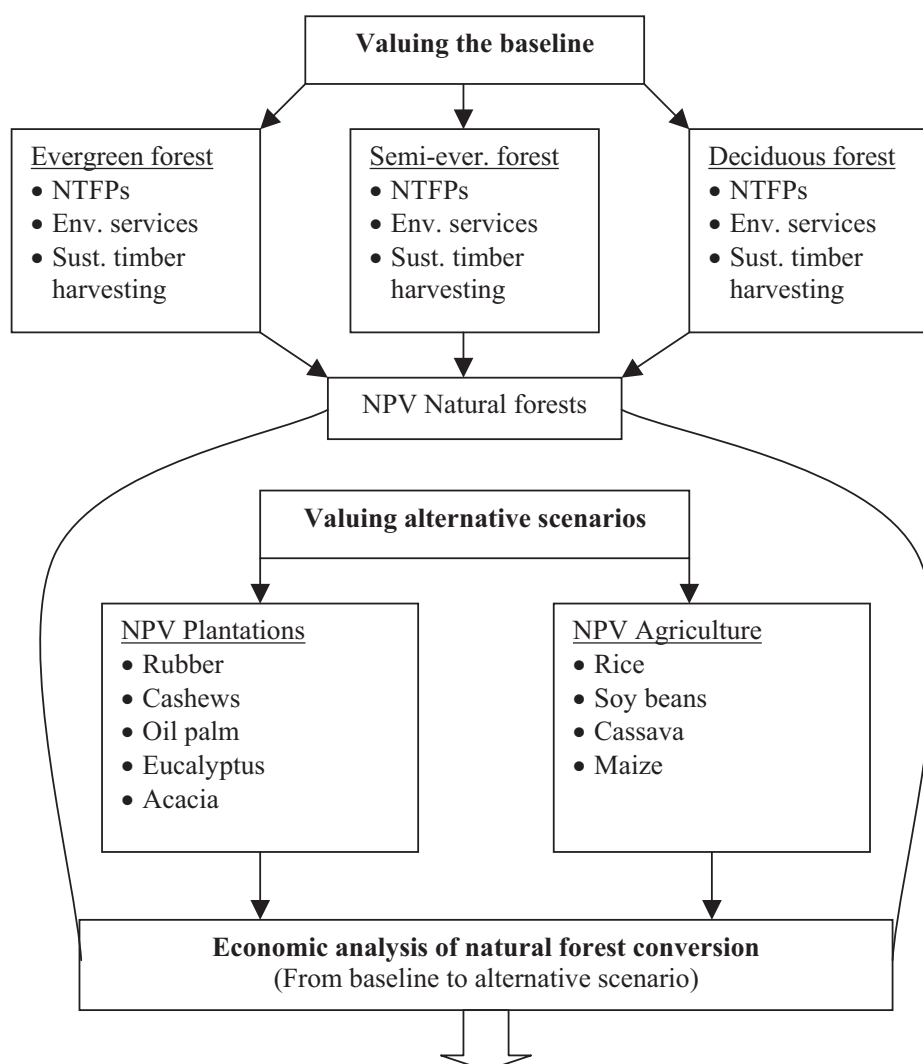 Valuing the baseline
Evergreen forest
• NTFPs
• Env. services
• Sust. timber
harvesting
Semi-ever. forest
• NTFPs
• Env. services
• Sust. timber
harvesting
Deciduous forest
• NTFPs
• Env. services
• Sust. timber
harvesting
NPV Natural forests
Valuing alternative scenarios
NPV Plantations
• Rubber
• Cashews
• Oil palm
• Eucalyptus
• Acacia
NPV Agriculture
• Rice
• Soy beans
• Cassava
• Maize
Economic analysis of natural forest conversion
(From baseline to alternative scenario)